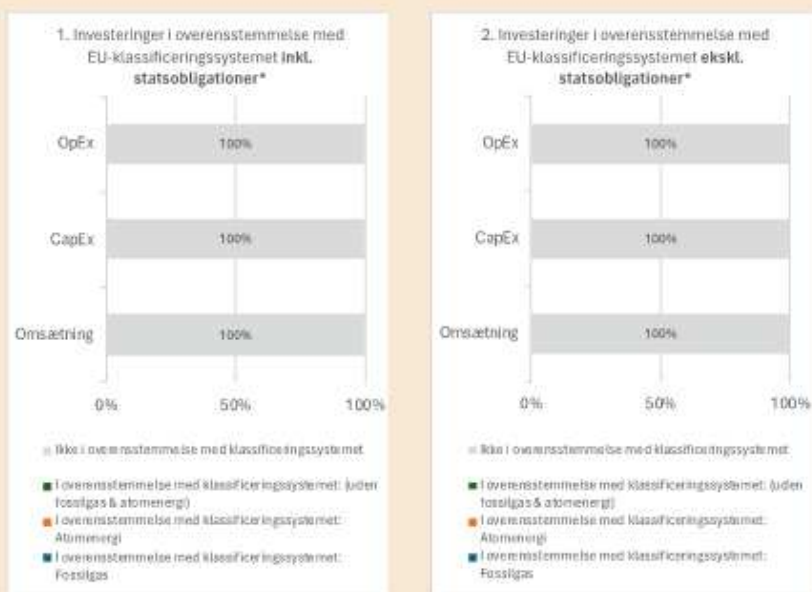 1. Investeringer i overensstemmelse med
EU-klassificeringssystemet inkl.
statsobligationer*
OpEx
100%
CapEx
100%
Omsætning
100%
0%
50%
100%
Ikke i overensstemmelse med klassificeringssystemet
I overensstemmelse med klassificeringssystemet: (uden
fossilgas & atomenergi)
I overensstemmelse med klassificeringssystemet:
Atomenergi
I overensstemmelse med klassificeringssystemet:
Fossilgas
2. Investeringer i overensstemmelse med
EU-klassificeringssystemet ekskl.
statsobligationer*
OpEx
100%
CapEx
100%
Omsætning
100%
0%
50%
100%
Ikke i overensstemmelse med klassificeringssystemet
I overensstemmelse med klassificeringssystemet: (uden
fossilgas & atomenergi)
I overensstemmelse med klassificeringssystemet:
Atomenergi
I overensstemmelse med klassificeringssystemet:
Fossilgas